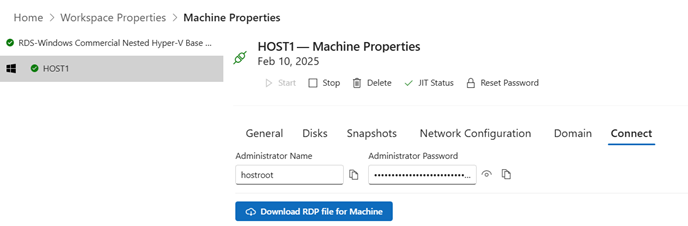 Home > Workspace Properties > Machine Properties
RDS-Windows Commercial Nested Hyper-V Base ...
HOST1
HOST1 — Machine Properties
Feb 10, 2025
Start Stop Delete JIT Status Reset Password
General Disks Snapshots Network Configuration Domain Connect
Administrator Name Administrator Password
hostroot ••••••••••••••••••••••••••...
Download RDP file for Machine